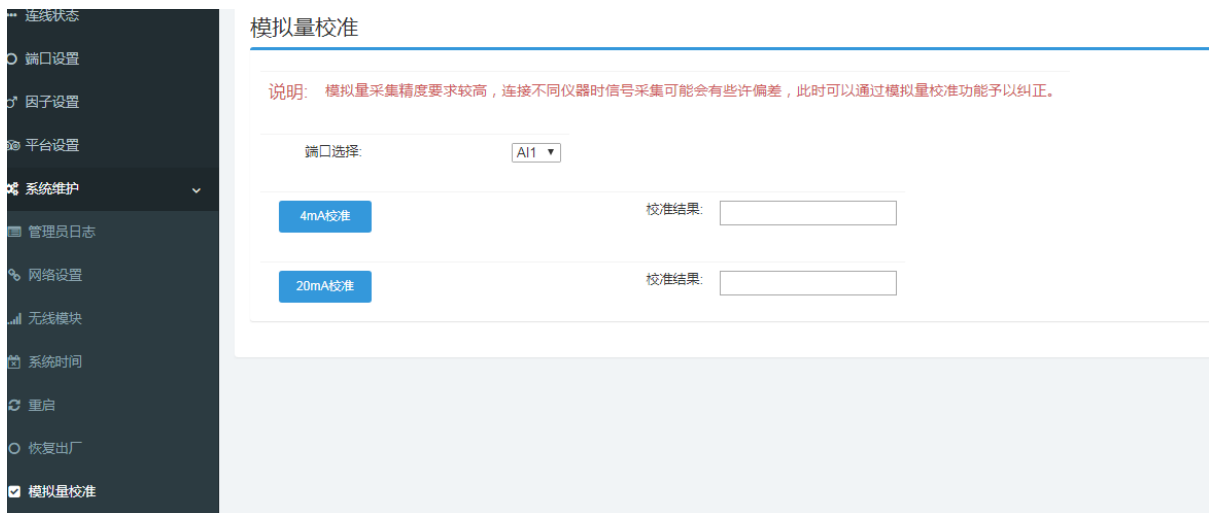 连线状态
端口设置
因子设置
平台设置
系统维护
管理员日志
网络设置
无线模块
系统时间
重启
恢复出厂
模拟量校准
模拟量校准
说明: 模拟量采集精度要求较高，连接不同仪器时信号采集可能会有些许偏差，此时可以通过模拟量校准功能予以纠正。
端口选择: AI1
4mA校准 校准结果:
20mA校准 校准结果: